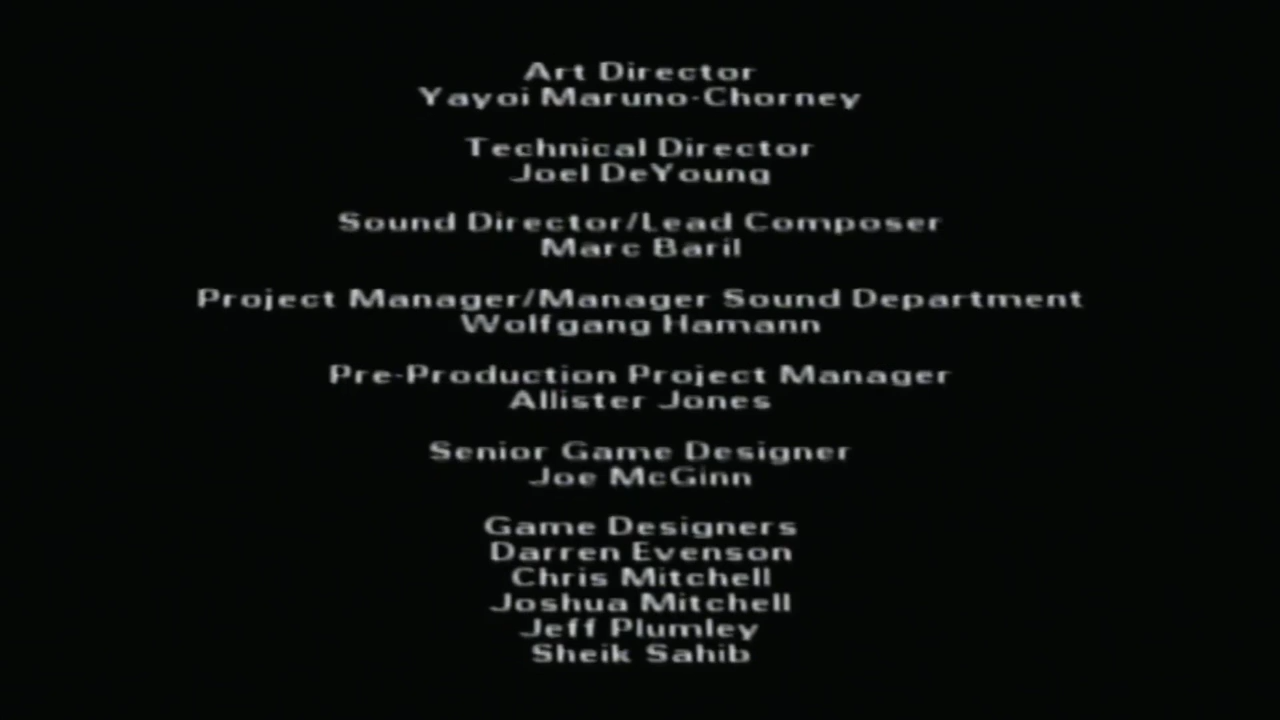 Art Director
Yayoi Maruno-Chorney
Technical Director
Joel DeYoung
Sound Director/Lead Composer
Marc Baril
Project Manager/Manager Sound Department
Wolfgang Hamann
Pre-Production Project Manager
Allister Jones
Senior Game Designer
Joe McGinn
Game Designers
Darren Evenson
Chris Mitchell
Joshua Mitchell
Jeff Plumley
Sheik Sahib